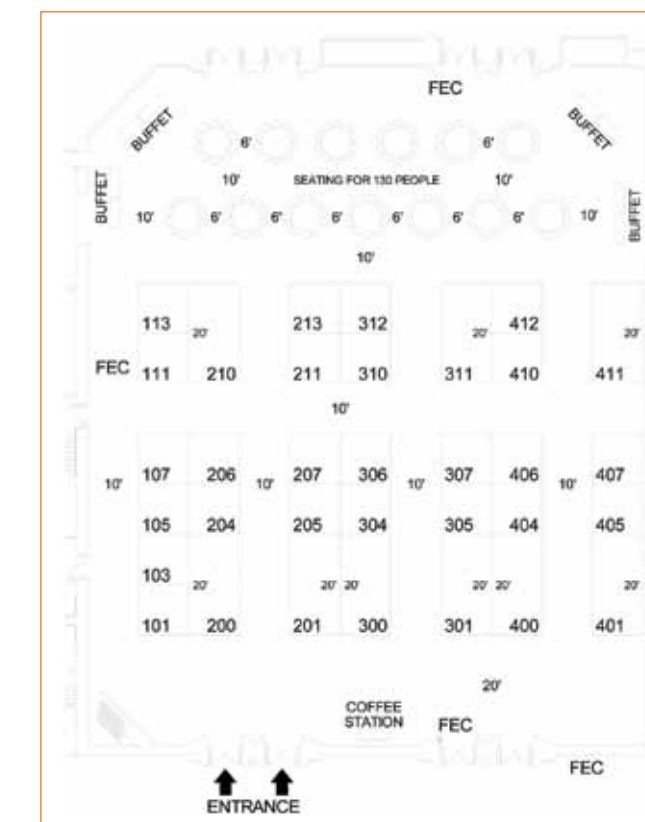 FEC
BUFFET
BUFFET
6' 6'
10' SEATING FOR 130 PEOPLE 10'
BUFFET
BUFFET
10' 6' 6' 6' 6' 6' 6' 10'
10'
113 20' 213 312 20' 412 20'
FEC
111 210 211 310 311 410 411
10'
107 206 207 306 307 406 407
10' 10' 10' 10'
105 204 205 304 305 404 405
103 20' 20' 20' 20' 20' 20'
101 200 201 300 301 400 401
20'
COFFEE
STATION
FEC
FEC
ENTRANCE